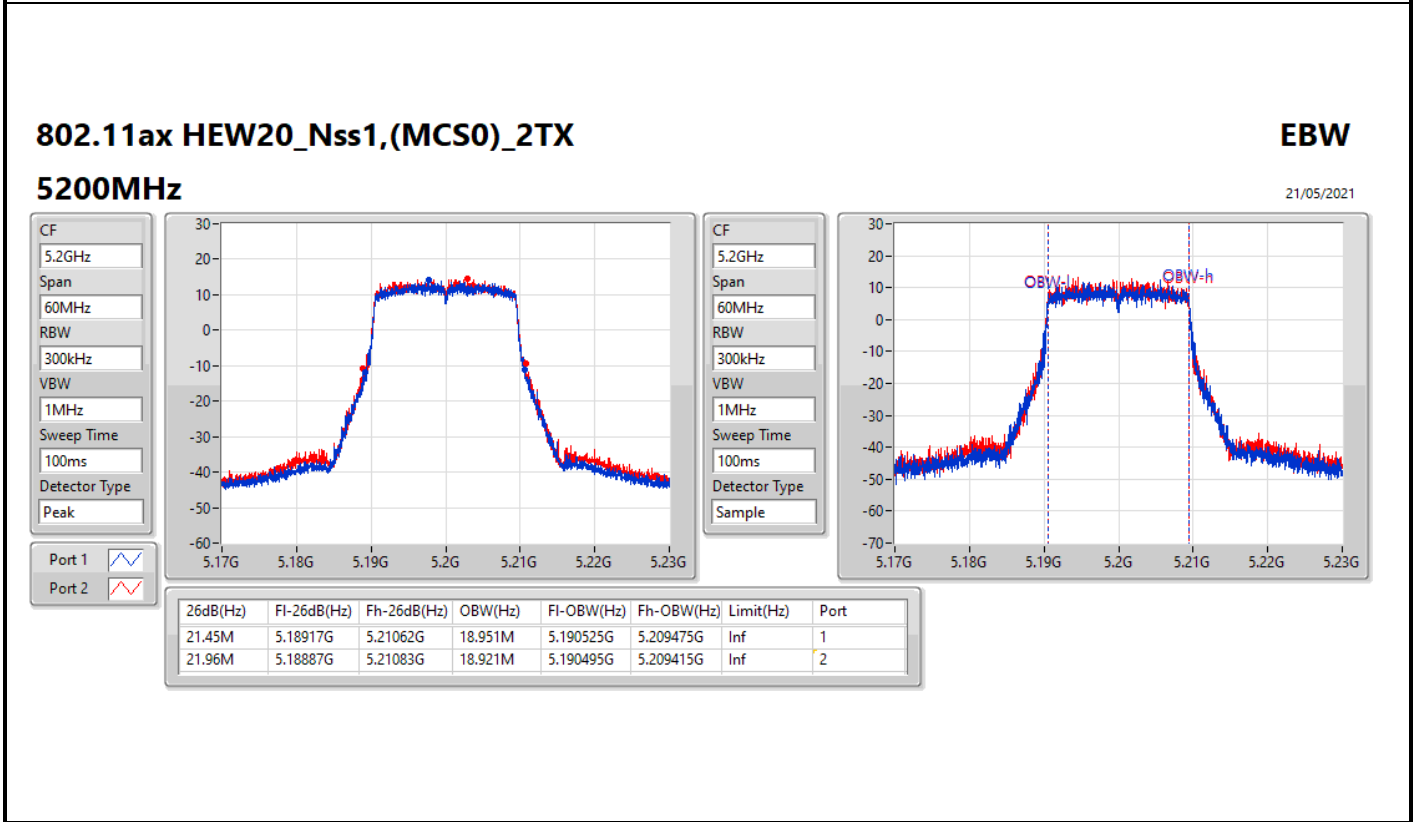 802.11ax HEW20_Nss1,(MCS0)_2TX EBW
5200MHz 21/05/2021
CF
5.2GHz
Span
60MHz
RBW
300kHz
VBW
1MHz
Sweep Time
100ms
Detector Type
Peak
Port 1
Port 2
30
20
10
0
-10
-20
-30
-40
-50
-60
5.17G 5.18G 5.19G 5.2G 5.21G 5.22G 5.23G
CF
5.2GHz
Span
60MHz
RBW
300kHz
VBW
1MHz
Sweep Time
100ms
Detector Type
Sample
30
20
10
0
-10
-20
-30
-40
-50
-60
-70
OBW-l OBW-h
5.17G 5.18G 5.19G 5.2G 5.21G 5.22G 5.23G
26dB(Hz) Fl-26dB(Hz) Fh-26dB(Hz) OBW(Hz) Fl-OBW(Hz) Fh-OBW(Hz) Limit(Hz) Port
21.45M 5.18917G 5.21062G 18.951M 5.190525G 5.209475G Inf 1
21.96M 5.18887G 5.21083G 18.921M 5.190495G 5.209415G Inf 2